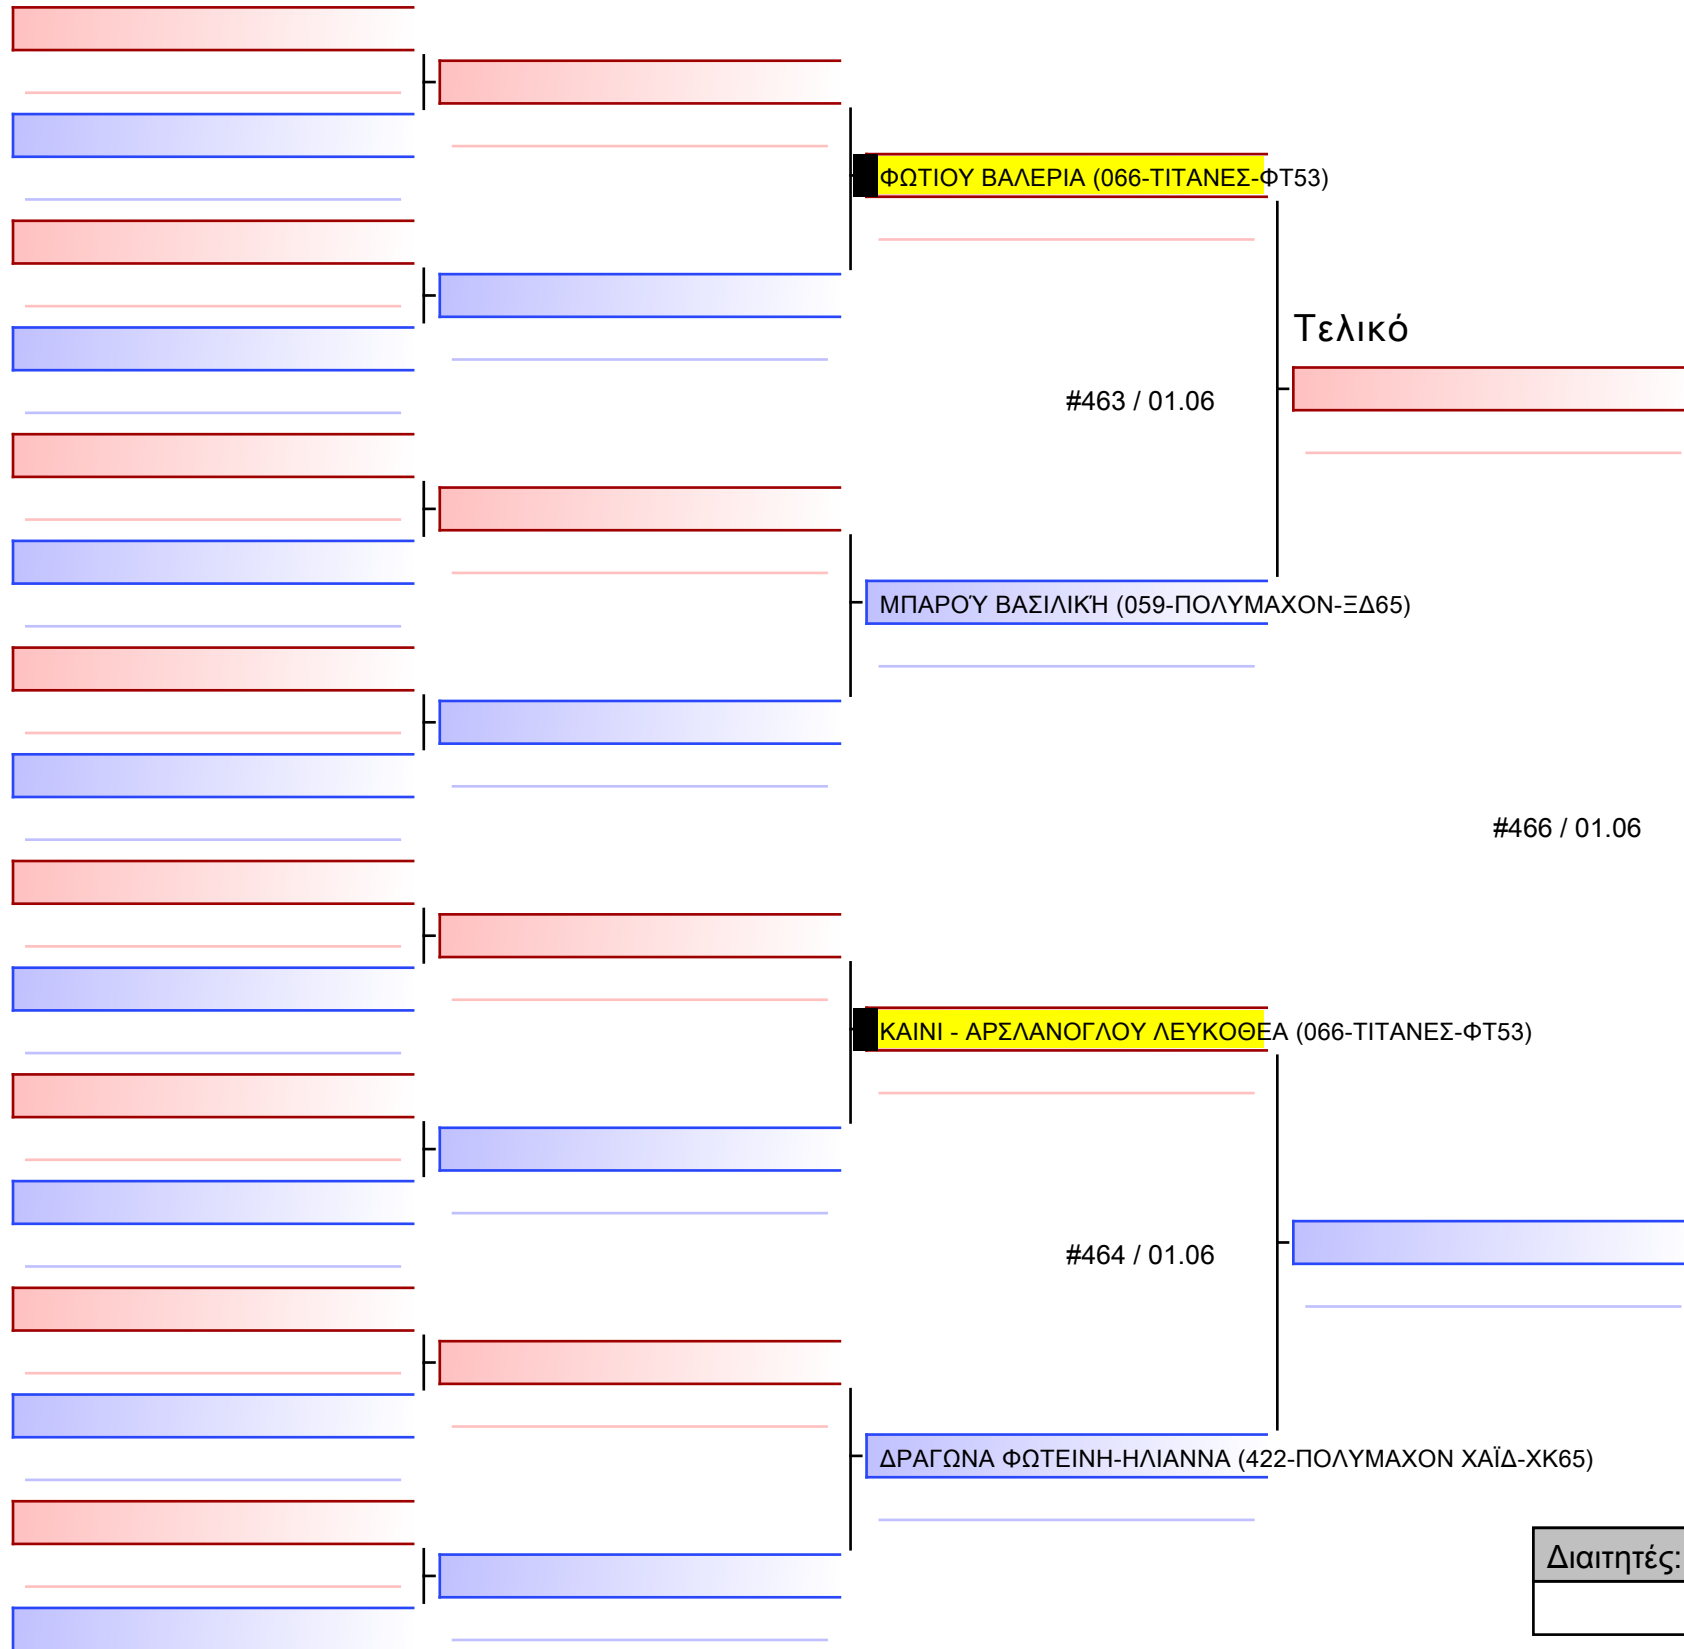 ΦΩΤΙΟΥ ΒΑΛΕΡΙΑ (066-ΤΙΤΑΝΕΣ-ΦΤ53)
Τελικό
#463 / 01.06
ΜΠΑΡΟΎ ΒΑΣΙΛΙΚΉ (059-ΠΟΛΥΜΑΧΟΝ-ΞΔ65)
#466 / 01.06
ΚΑΙΝΙ - ΑΡΣΛΑΝΟΓΛΟΥ ΛΕΥΚΟΘΕΑ (066-ΤΙΤΑΝΕΣ-ΦΤ53)
#464 / 01.06
ΔΡΑΓΩΝΑ ΦΩΤΕΙΝΗ-ΗΛΙΑΝΝΑ (422-ΠΟΛΥΜΑΧΟΝ ΧΑΪΔ-ΧΚ65)
Διαιτητές: